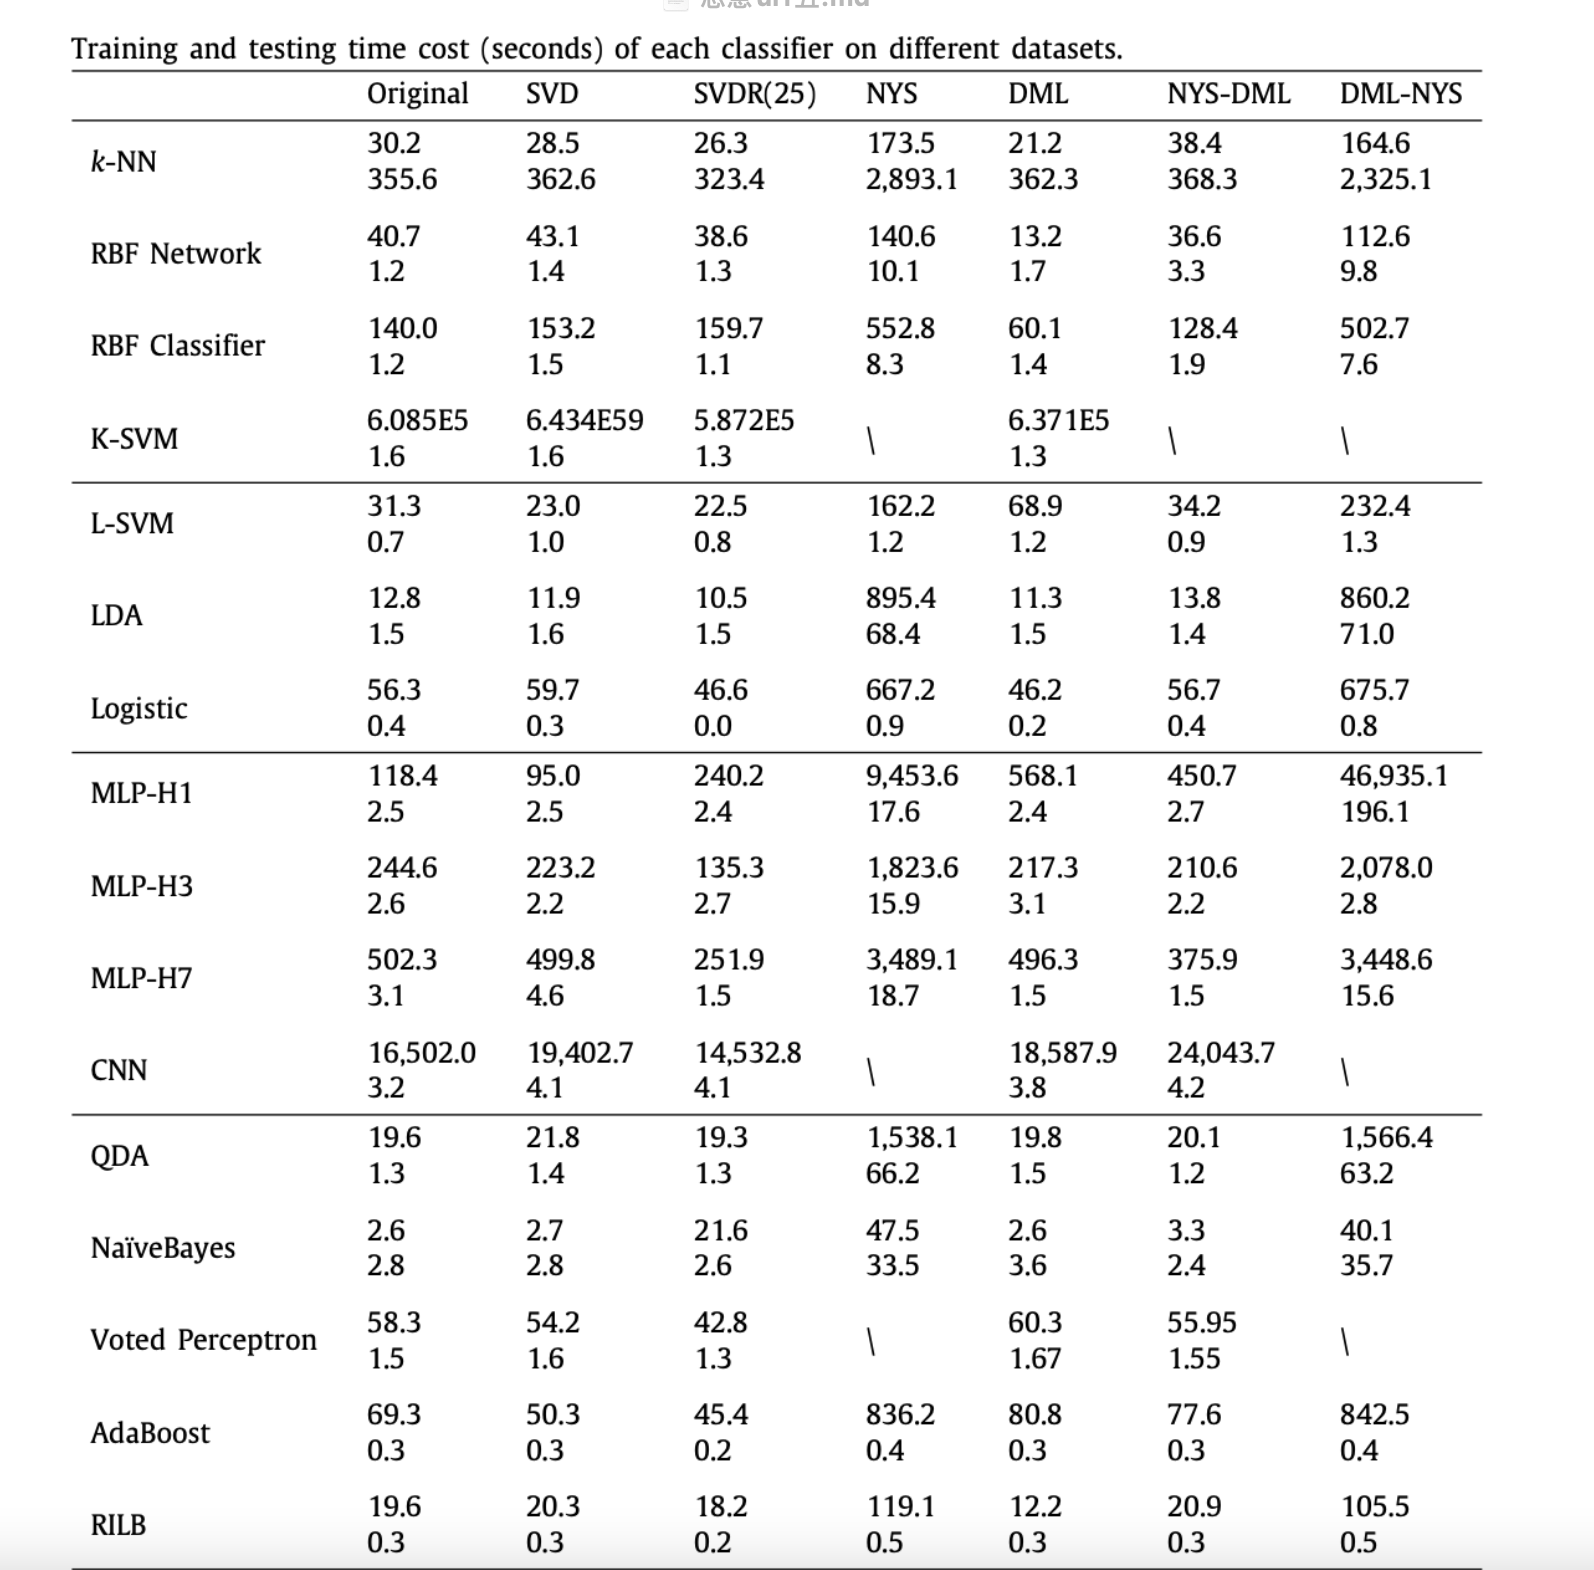 Training and testing time cost (seconds) of each classifier on different datasets.
Original SVD SVDR(25) NYS DML NYS-DML DML-NYS
k-NN
30.2 28.5 26.3 173.5 21.2 38.4 164.6
355.6 362.6 323.4 2,893.1 362.3 368.3 2,325.1
RBF Network
40.7 43.1 38.6 140.6 13.2 36.6 112.6
1.2 1.4 1.3 10.1 1.7 3.3 9.8
RBF Classifier
140.0 153.2 159.7 552.8 60.1 128.4 502.7
1.2 1.5 1.1 8.3 1.4 1.9 7.6
K-SVM
6.085E5 6.434E59 5.872E5 \ 6.371E5 \ \
1.6 1.6 1.3 1.3
L-SVM
31.3 23.0 22.5 162.2 68.9 34.2 232.4
0.7 1.0 0.8 1.2 1.2 0.9 1.3
LDA
12.8 11.9 10.5 895.4 11.3 13.8 860.2
1.5 1.6 1.5 68.4 1.5 1.4 71.0
Logistic
56.3 59.7 46.6 667.2 46.2 56.7 675.7
0.4 0.3 0.0 0.9 0.2 0.4 0.8
MLP-H1
118.4 95.0 240.2 9,453.6 568.1 450.7 46,935.1
2.5 2.5 2.4 17.6 2.4 2.7 196.1
MLP-H3
244.6 223.2 135.3 1,823.6 217.3 210.6 2,078.0
2.6 2.2 2.7 15.9 3.1 2.2 2.8
MLP-H7
502.3 499.8 251.9 3,489.1 496.3 375.9 3,448.6
3.1 4.6 1.5 18.7 1.5 1.5 15.6
CNN
16,502.0 19,402.7 14,532.8 \ 18,587.9 24,043.7 \
3.2 4.1 4.1 3.8 4.2
QDA
19.6 21.8 19.3 1,538.1 19.8 20.1 1,566.4
1.3 1.4 1.3 66.2 1.5 1.2 63.2
NaïveBayes
2.6 2.7 21.6 47.5 2.6 3.3 40.1
2.8 2.8 2.6 33.5 3.6 2.4 35.7
Voted Perceptron
58.3 54.2 42.8 \ 60.3 55.95 \
1.5 1.6 1.3 1.67 1.55
AdaBoost
69.3 50.3 45.4 836.2 80.8 77.6 842.5
0.3 0.3 0.2 0.4 0.3 0.3 0.4
RILB
19.6 20.3 18.2 119.1 12.2 20.9 105.5
0.3 0.3 0.2 0.5 0.3 0.3 0.5